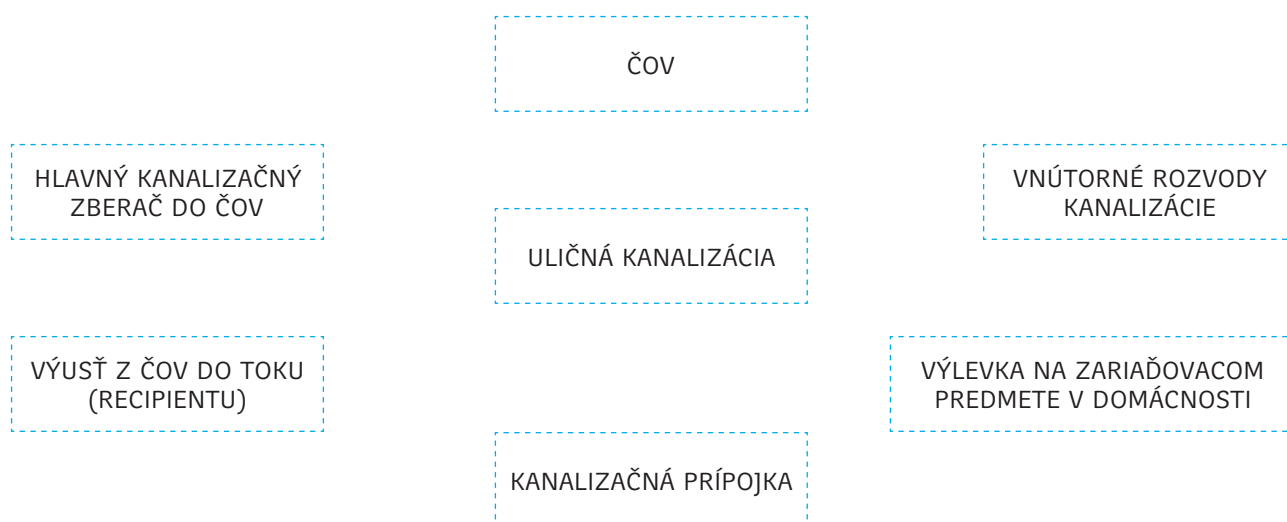 ČOV
HLAVNÝ KANALIZAČNÝ
ZBERAČ DO ČOV
VNÚTORNÉ ROZVODY
KANALIZÁCIE
ULIČNÁ KANALIZÁCIA
VÝUSŤ Z ČOV DO TOKU
(RECIPIENTU)
VÝLEVKA NA ZARIAĎOVACOM
PREDMETE V DOMÁCNOSTI
KANALIZAČNÁ PRÍPOJKA